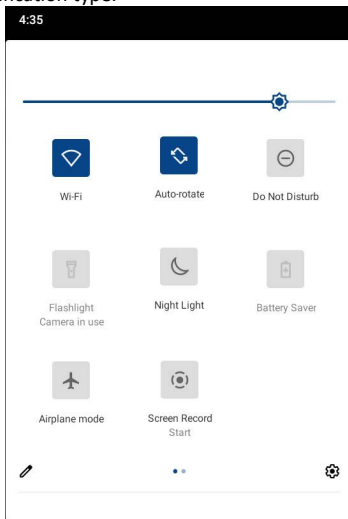 4:35
Wi-Fi
Auto-rotate
Do Not Disturb
Flashlight
Camera in use
Night Light
Battery Saver
Airplane mode
Screen Record
Start